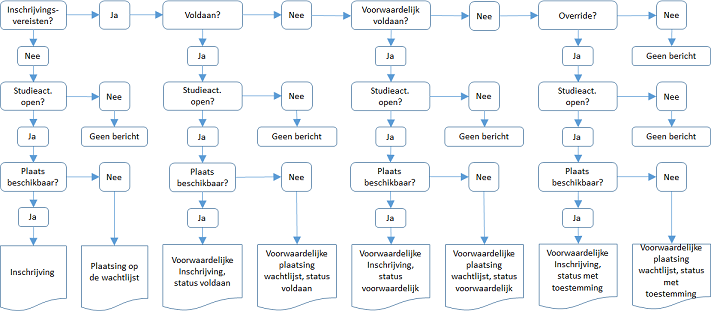 Inschrijvings-
vereisten?
Ja
Voldaan?
Nee
Voorwaardelijk
voldaan?
Nee
Override?
Nee
Nee
Ja
Ja
Ja
Geen bericht
Studieact.
open?
Nee
Studieact.
open?
Nee
Studieact.
open?
Nee
Studieact.
open?
Nee
Ja
Geen bericht
Ja
Geen bericht
Ja
Geen bericht
Ja
Geen bericht
Plaats
beschikbaar?
Nee
Plaats
beschikbaar?
Nee
Plaats
beschikbaar?
Nee
Plaats
beschikbaar?
Nee
Ja
Ja
Ja
Ja
Inschrijving
Plaatsing op
de wachtlijst
Voorwaardelijke
Inschrijving,
status voldaan
Voorwaardelijke
plaatsing
wachtlijst, status
voldaan
Voorwaardelijke
Inschrijving,
status
voorwaardelijk
Voorwaardelijke
plaatsing
wachtlijst, status
voorwaardelijk
Voorwaardelijke
Inschrijving,
status met
toestemming
Voorwaardelijke
plaatsing
wachtlijst, status
met
toestemming